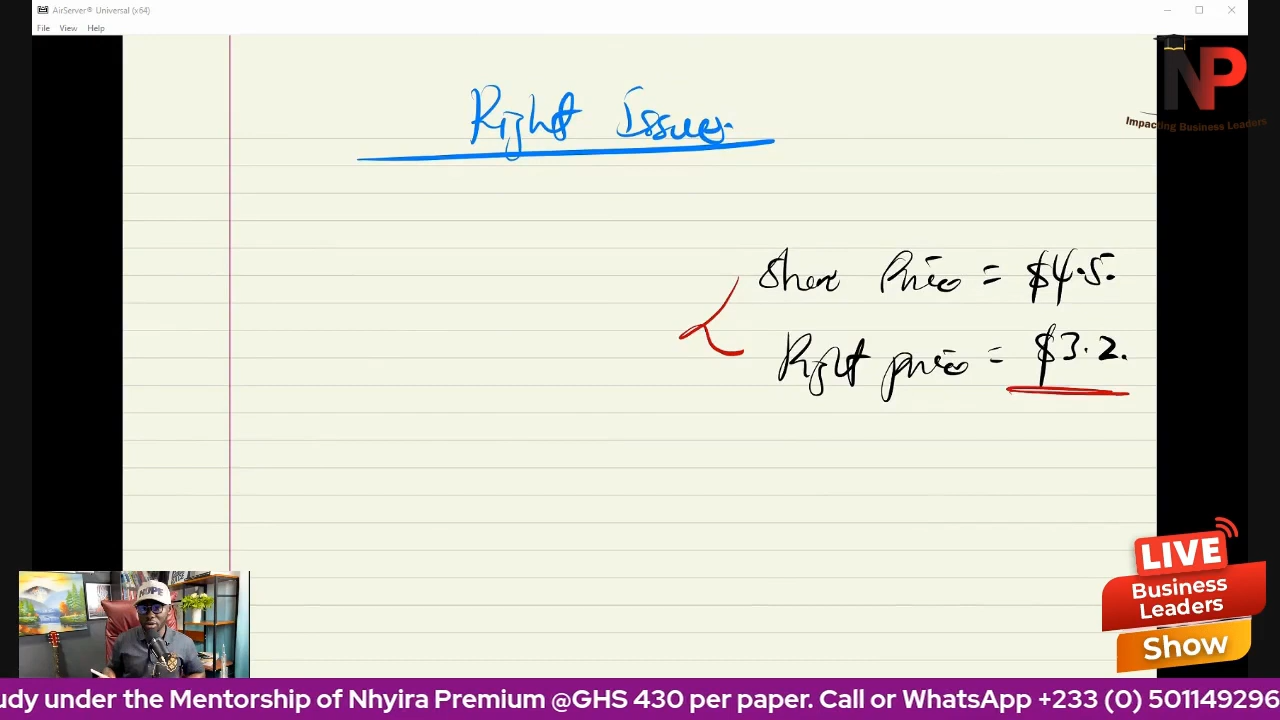 AirServer® Universal (x64)
File View Help
NP
Impacting Business Leaders
Right Issues.
Share Price = $4.5.
Right price = $3.2.
LIVE
Business
Leaders
Show
udy under the Mentorship of Nhyira Premium @GHS 430 per paper. Call or WhatsApp +233 (0) 501149296